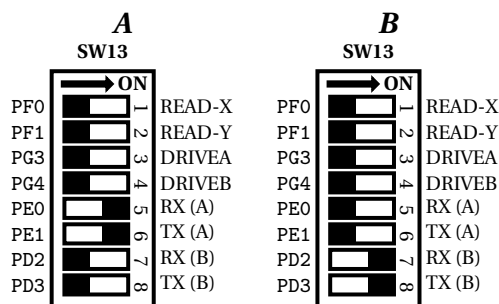 A
SW13
ON
PF0 1 READ-X
PF1 2 READ-Y
PG3 3 DRIVEA
PG4 4 DRIVEB
PE0 5 RX (A)
PE1 6 TX (A)
PD2 7 RX (B)
PD3 8 TX (B)
B
SW13
ON
PF0 1 READ-X
PF1 2 READ-Y
PG3 3 DRIVEA
PG4 4 DRIVEB
PE0 5 RX (A)
PE1 6 TX (A)
PD2 7 RX (B)
PD3 8 TX (B)